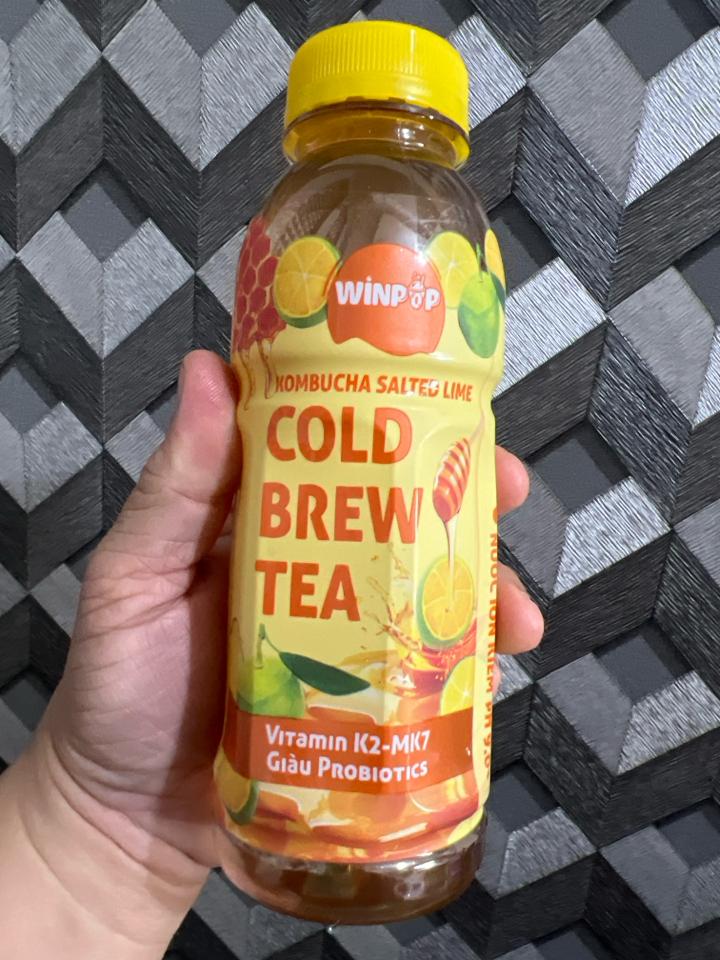 WiNPOP
KOMBUCHA SALTED LIME
COLD
BREW
TEA
Vitamin K2-MK7
Giàu Probiotics